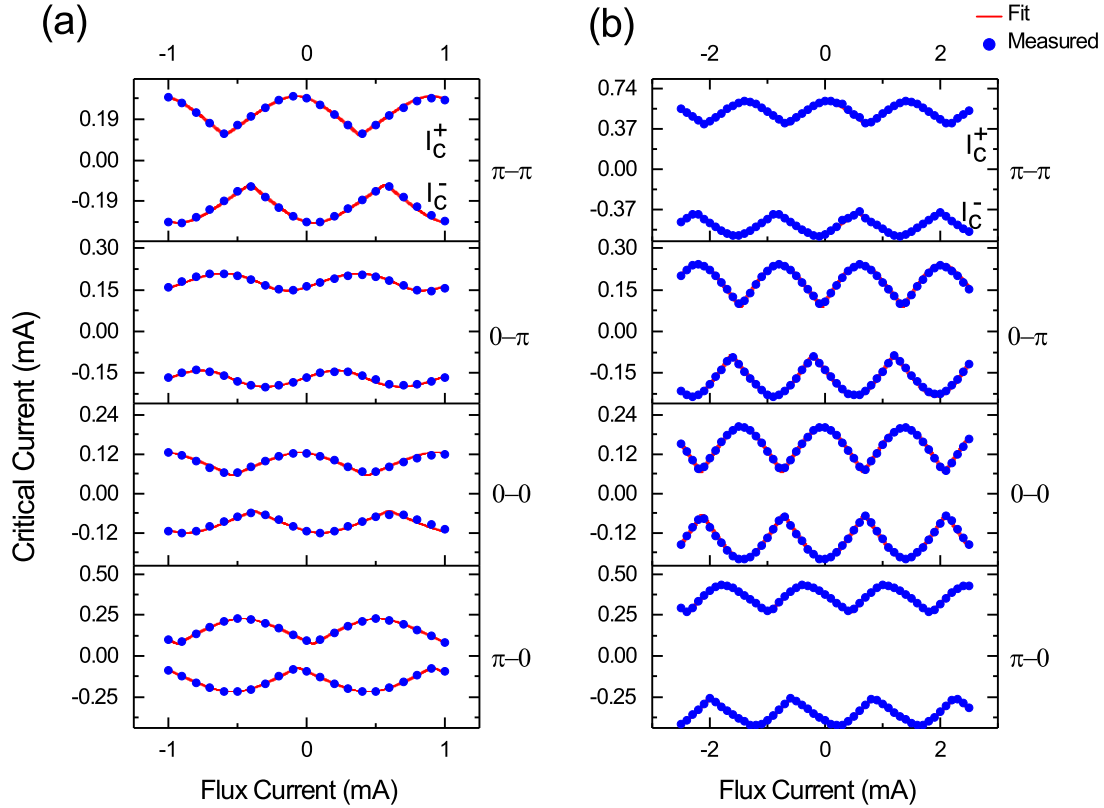 (a)
(b)
Fit
Measured
-1 0 1
-2 0 2
0.19
0.00
-0.19
I_C^+
I_C^-
π–π
0.74
0.37
0.00
-0.37
I_C^+
I_C^-
π–π
0.30
0.15
0.00
-0.15
0–π
0.30
0.15
0.00
-0.15
0–π
0.24
0.12
0.00
-0.12
0–0
0.24
0.12
0.00
-0.12
0–0
0.50
0.25
0.00
-0.25
π–0
0.50
0.25
0.00
-0.25
π–0
-1 0 1
-2 0 2
Critical Current (mA)
Flux Current (mA)
Flux Current (mA)